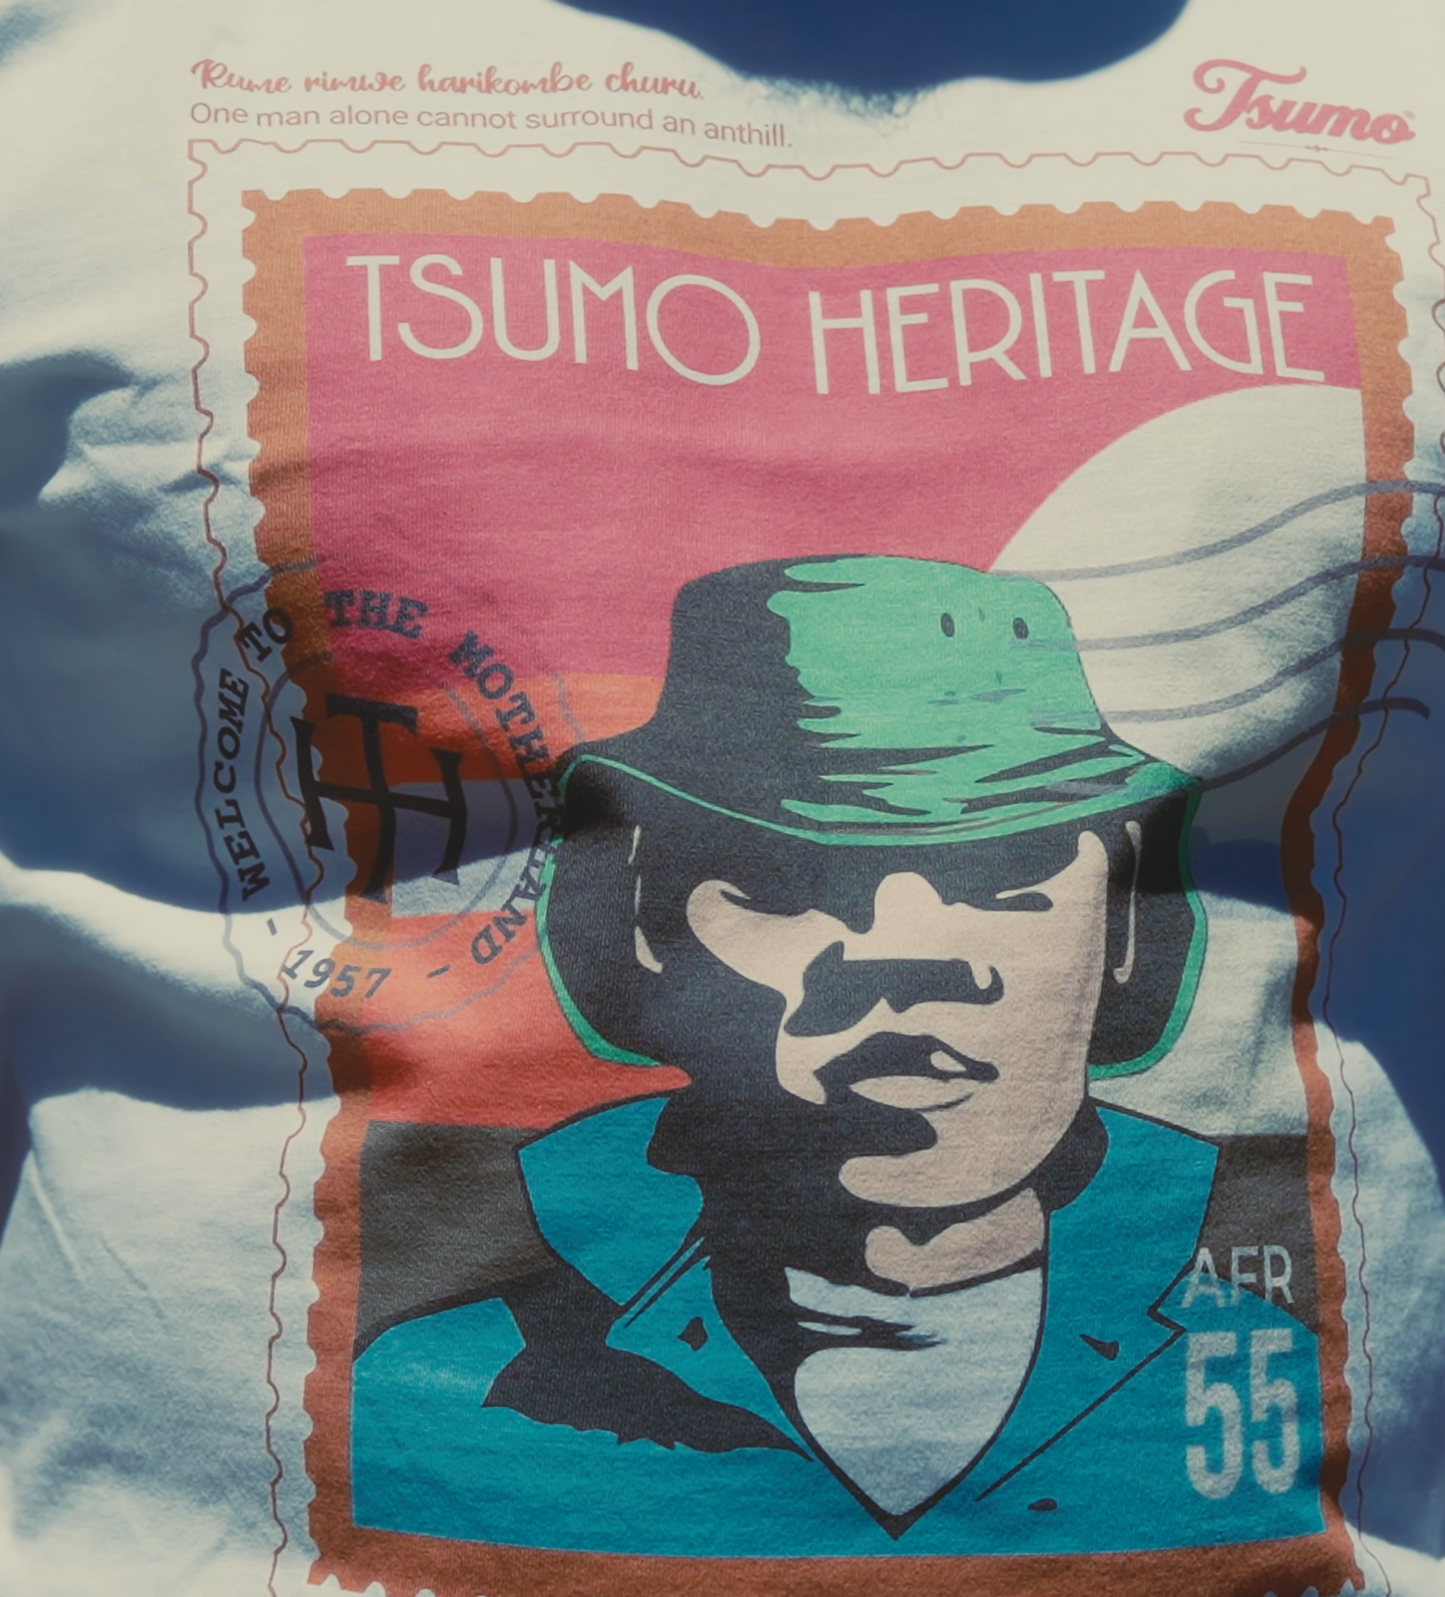 Rume rimwe harikombe churu.
One man alone cannot surround an anthill.
Tsumo
TSUMO HERITAGE
WELCOME TO THE MOTHERLAND
- 1957 -
TH
AFR
55